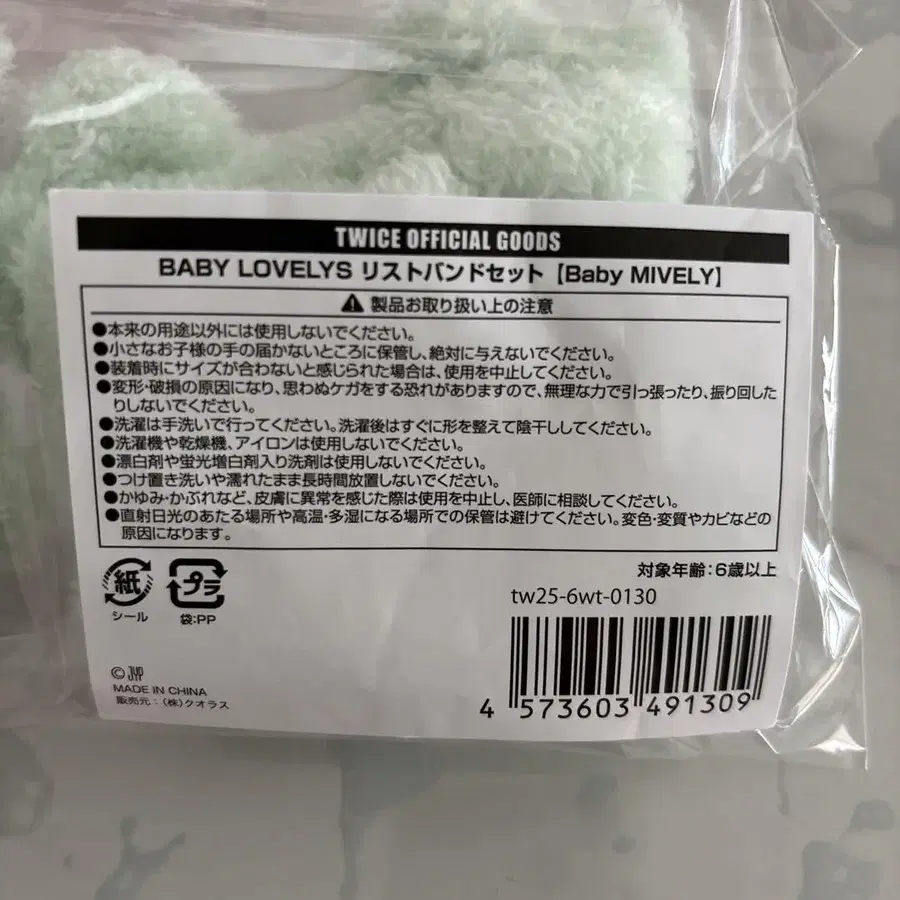 TWICE OFFICIAL GOODS
BABY LOVELYS リストバンドセット【Baby MIVELY】
⚠ 製品お取り扱い上の注意
●本来の用途以外には使用しないでください。
●小さなお子様の手の届かないところに保管し、絶対に与えないでください。
●装着時にサイズが合わないと感じられた場合は、使用を中止してください。
●変形・破損の原因になり、思わぬケガをする恐れがありますので、無理な力で引っ張ったり、振り回した
りしないでください。
●洗濯は手洗いで行ってください。洗濯後はすぐに形を整えて陰干ししてください。
●洗濯機や乾燥機、アイロンは使用しないでください。
●漂白剤や蛍光増白剤入り洗剤は使用しないでください。
●つけ置き洗いや濡れたまま長時間放置しないでください。
●かゆみ・かぶれなど、皮膚に異常を感じた際は使用を中止し、医師に相談してください。
●直射日光のあたる場所や高温・多湿になる場所での保管は避けてください。変色・変質やカビなどの
原因になります。
対象年齢：6歳以上
紙 プラ
シール 袋：PP
tw25-6wt-0130
© JYP
MADE IN CHINA
販売元：（株）クオラス
4 573603 491309